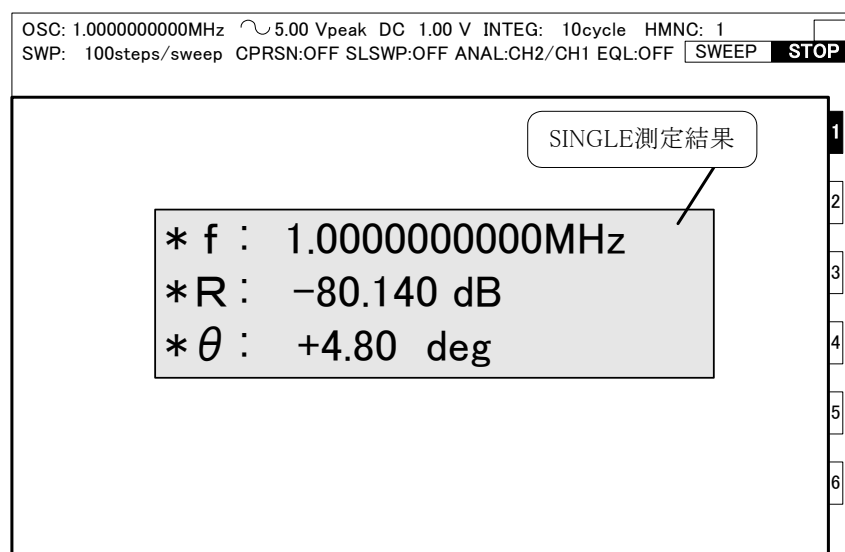 OSC: 1.0000000000MHz 5.00 Vpeak DC 1.00 V INTEG: 10cycle HMNC: 1
SWP: 100steps/sweep CPRSN:OFF SLSWP:OFF ANAL:CH2/CH1 EQL:OFF SWEEP STOP
SINGLE測定結果
1
2
*f: 1.0000000000MHz
*R: -80.140 dB
3
*θ: +4.80 deg
4
5
6